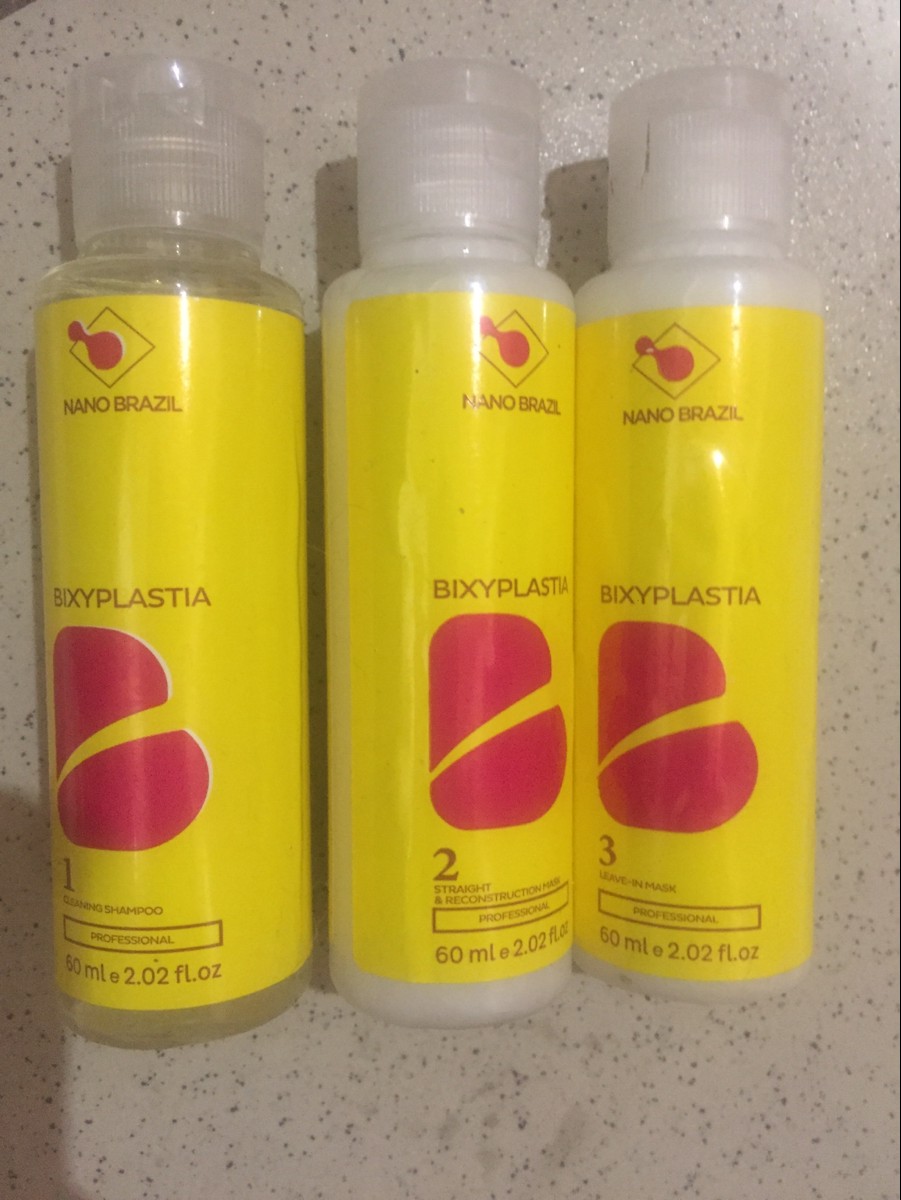 NANO BRAZIL
BIXYPLASTIA
1
CLEANING SHAMPOO
PROFESSIONAL
60 ml e 2.02 fl.oz
NANO BRAZIL
BIXYPLASTIA
2
STRAIGHT
& RECONSTRUCTION MASK
PROFESSIONAL
60 ml e 2.02 fl.oz
NANO BRAZIL
BIXYPLASTIA
3
LEAVE-IN MASK
PROFESSIONAL
60 ml e 2.02 fl.oz